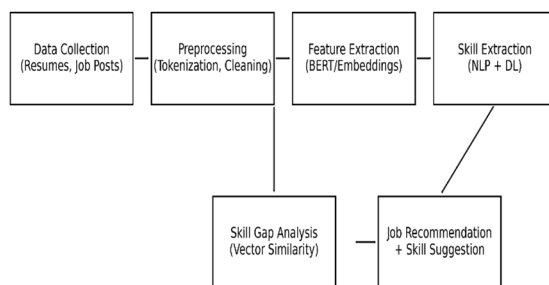 Data Collection
(Resumes, Job Posts)
Preprocessing
(Tokenization, Cleaning)
Feature Extraction
(BERT/Embeddings)
Skill Extraction
(NLP + DL)
Skill Gap Analysis
(Vector Similarity)
Job Recommendation
+ Skill Suggestion